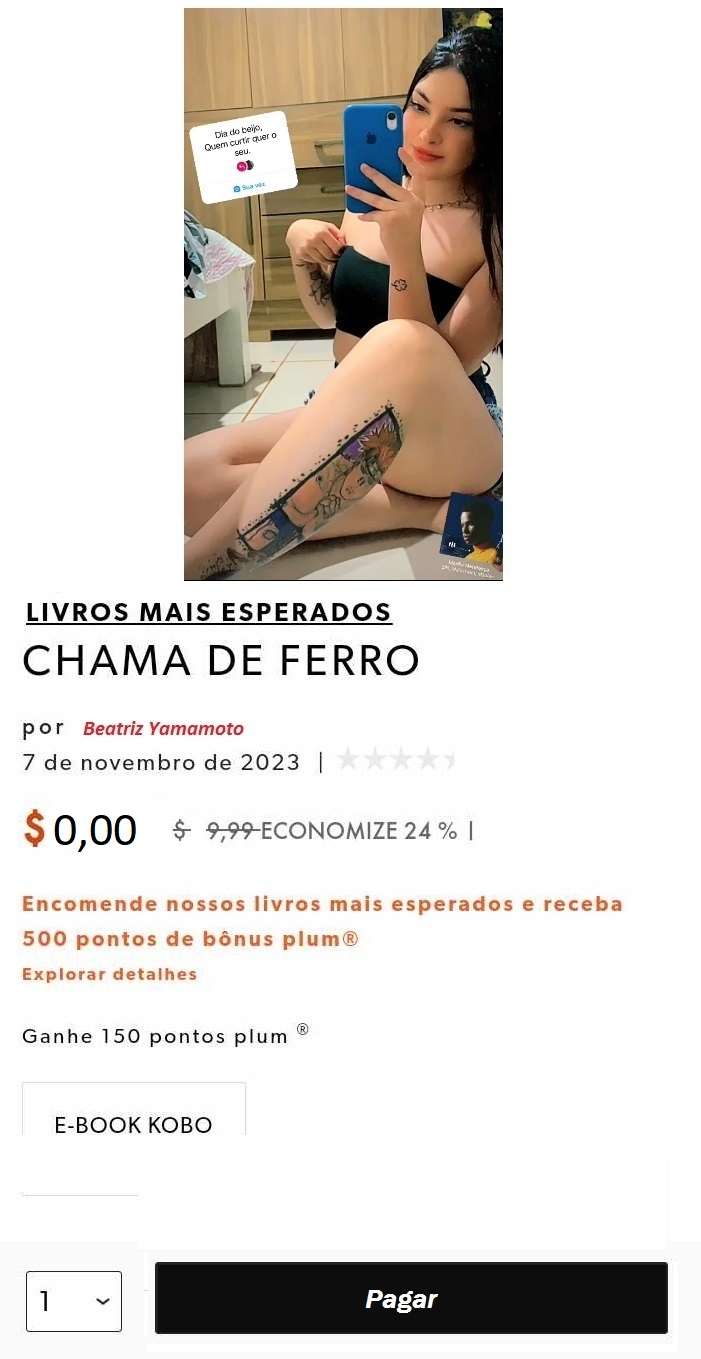 Dia do beijo,
Quem curtir quer o
seu.
Sua vez
LIVROS MAIS ESPERADOS
CHAMA DE FERRO
por Beatriz Yamamoto
7 de novembro de 2023 |
$ 0,00 $ 9,99 ECONOMIZE 24 % |
Encomende nossos livros mais esperados e receba
500 pontos de bônus plum®
Explorar detalhes
Ganhe 150 pontos plum ®
E-BOOK KOBO
1
Pagar